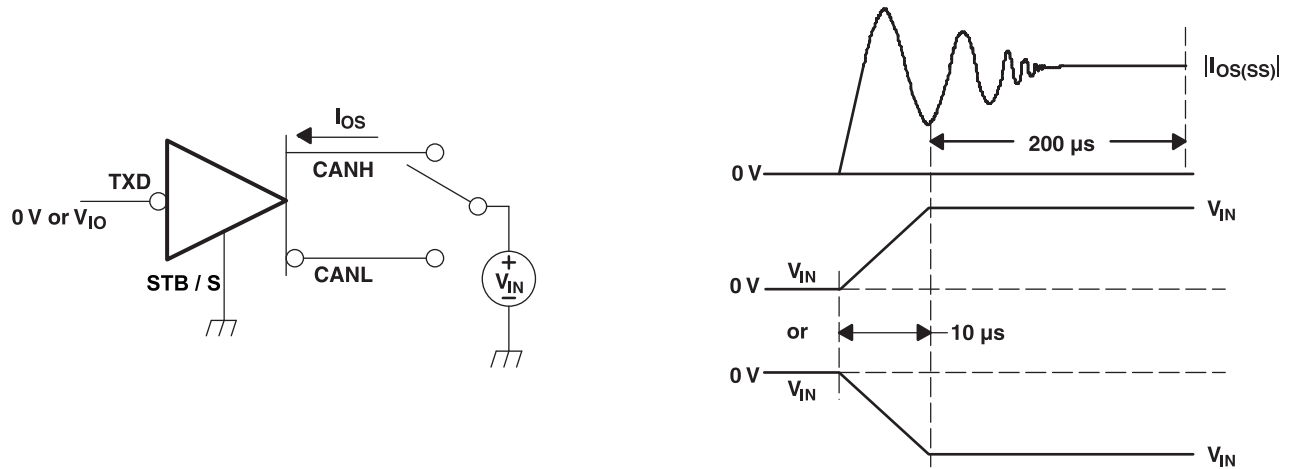 I_OS
TXD
CANH
0 V or V_IO
STB / S
CANL
+
V_IN
–
|I_OS(SS)|
200 µs
0 V
V_IN
V_IN
0 V
or
10 µs
0 V
V_IN
V_IN